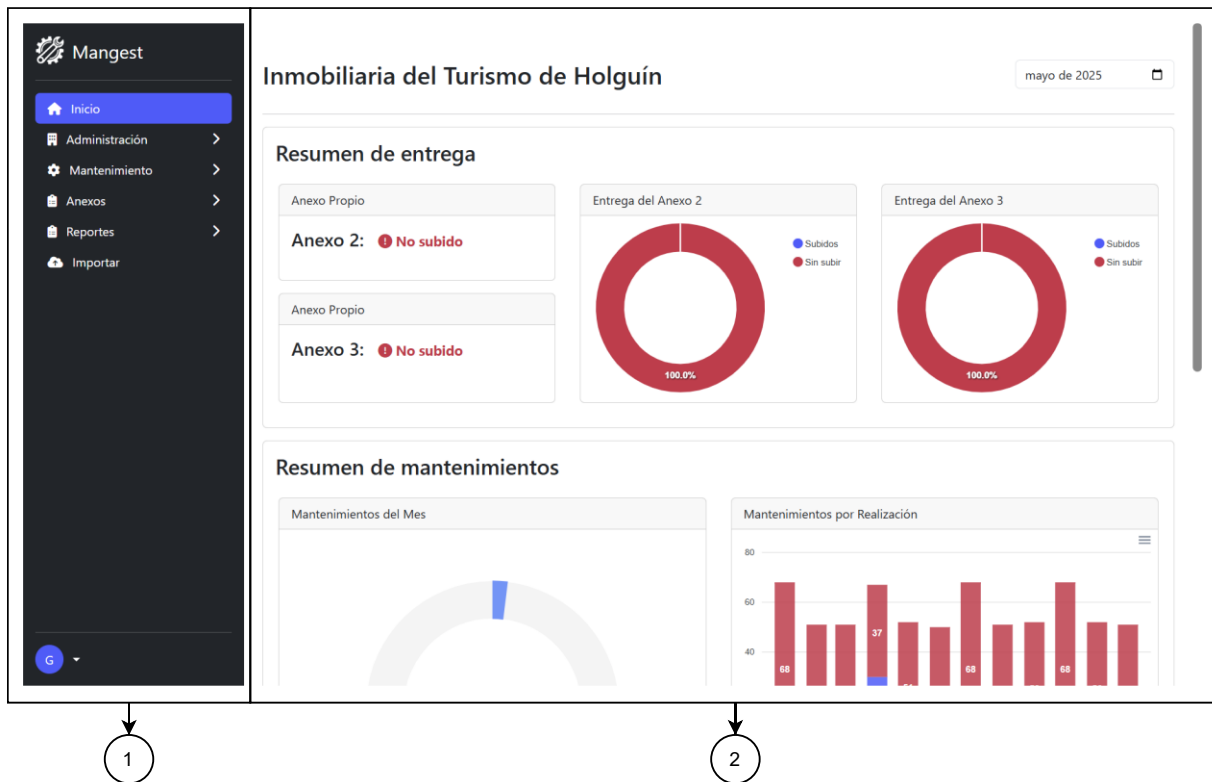 Mangest
Inicio
Administración
Mantenimiento
Anexos
Reportes
Importar
G
Inmobiliaria del Turismo de Holguín
mayo de 2025
Resumen de entrega
Anexo Propio
Anexo 2: No subido
Anexo Propio
Anexo 3: No subido
Entrega del Anexo 2
Subidos
Sin subir
100.0%
Entrega del Anexo 3
Subidos
Sin subir
100.0%
Resumen de mantenimientos
Mantenimientos del Mes
Mantenimientos por Realización
80
60
40
37
68
68
68
1
2